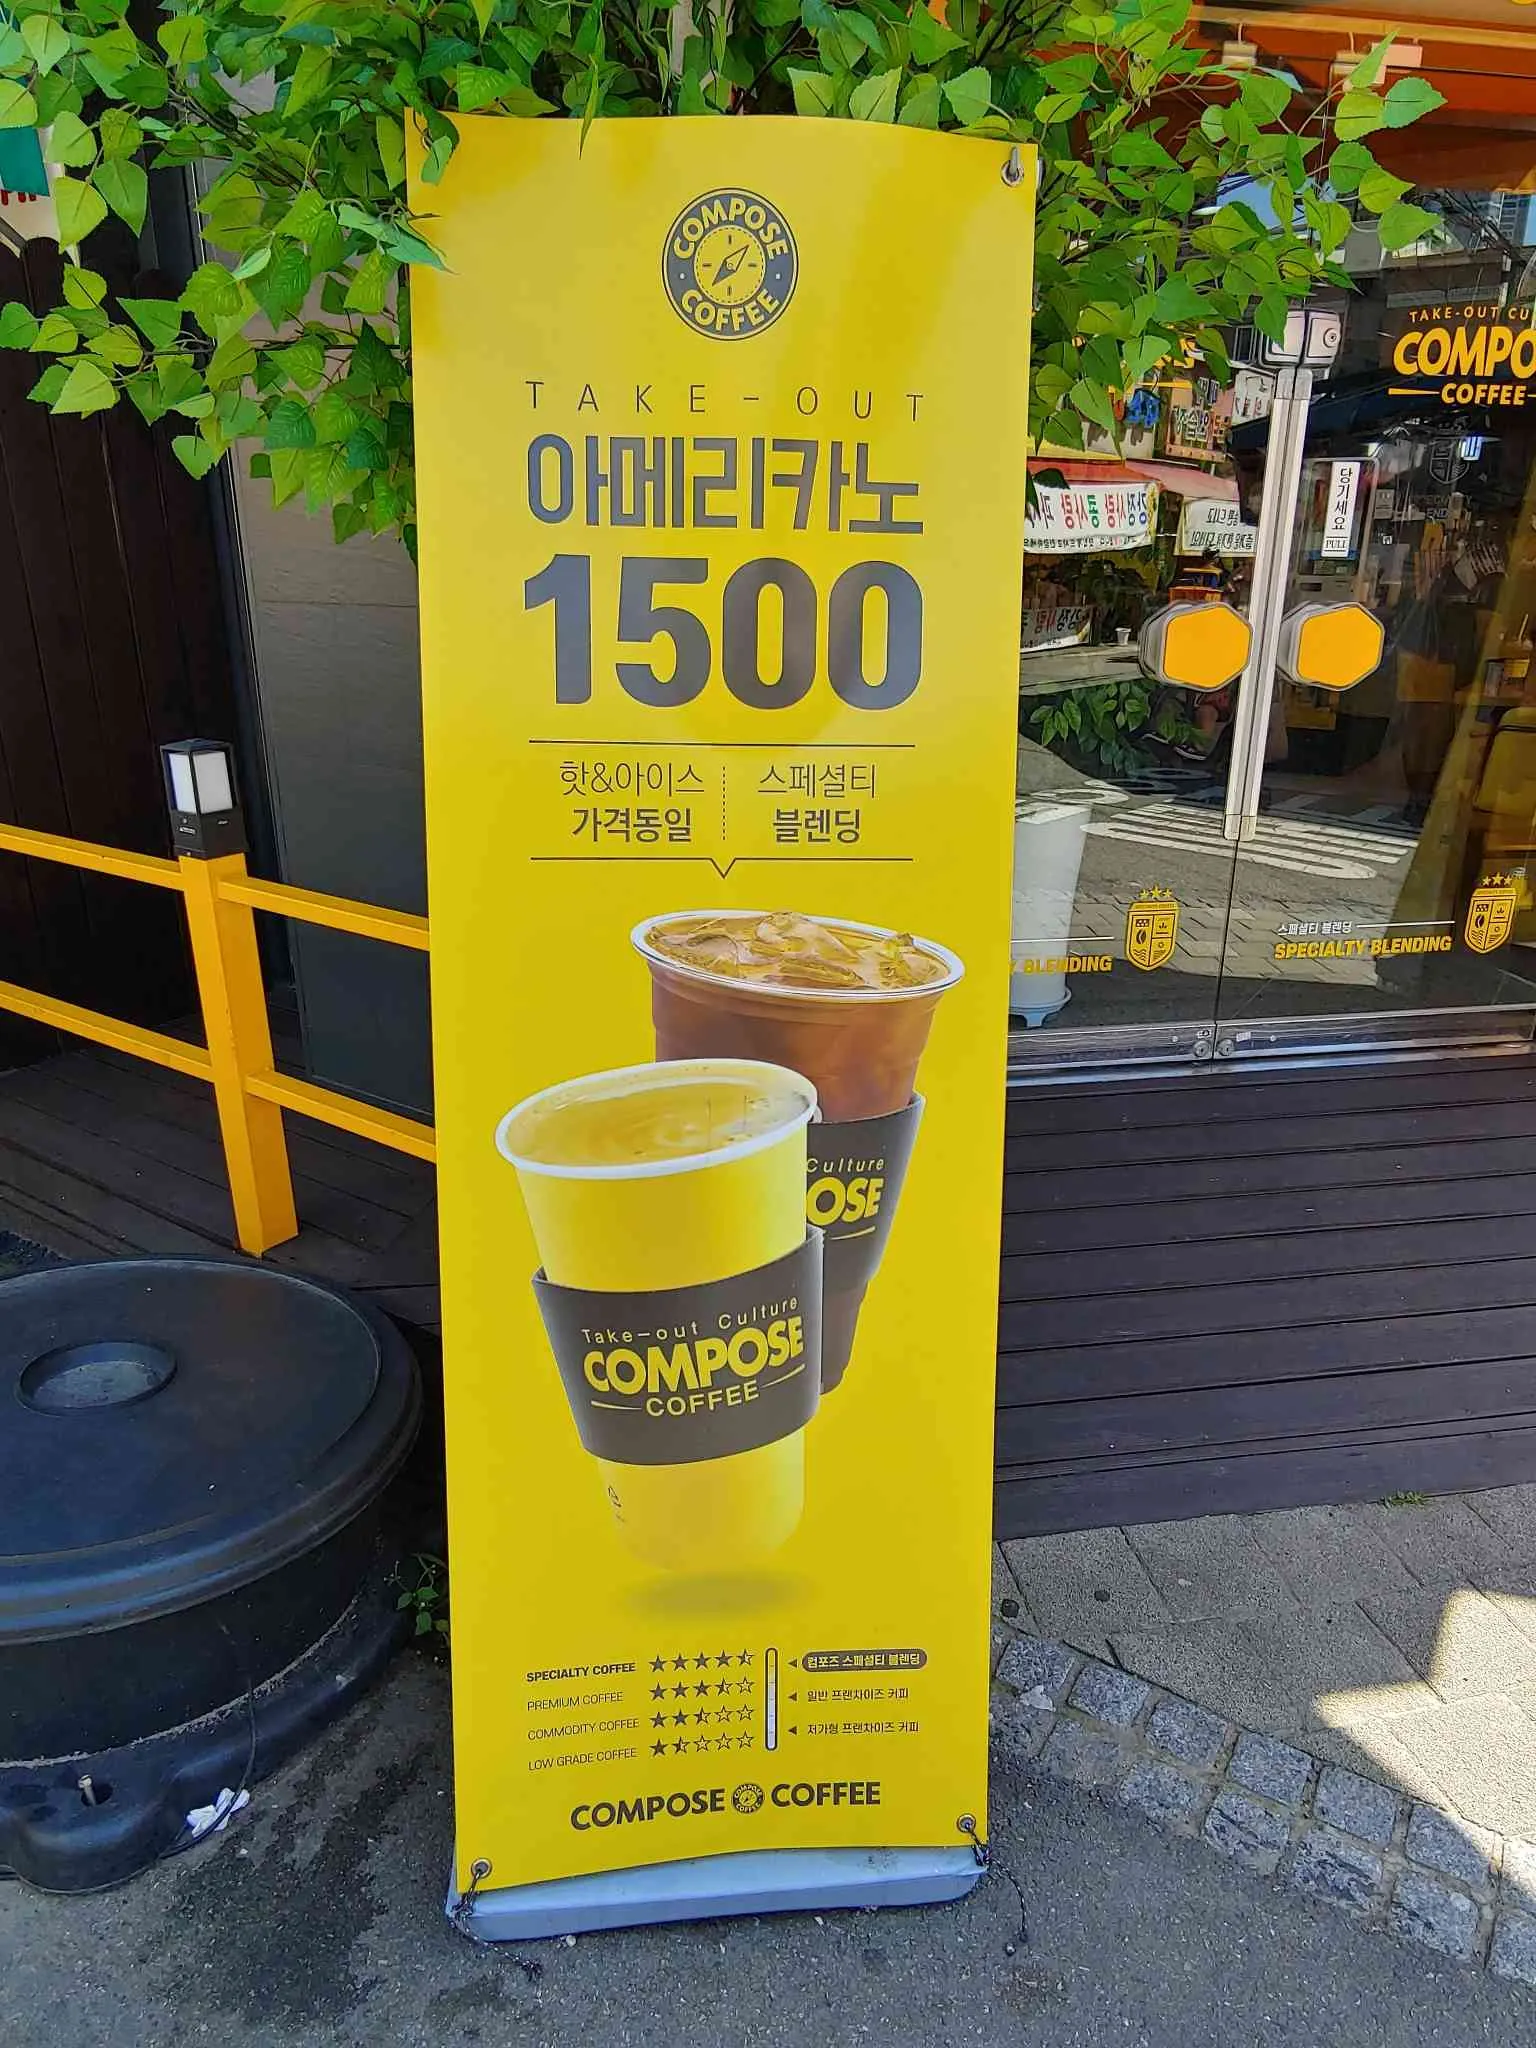 COMPOSE
COFFEE
TAKE-OUT
아메리카노
1500
핫&아이스
가격동일
스페셜티
블렌딩
Culture
OSE
Take-out Culture
COMPOSE
COFFEE
SPECIALTY COFFEE
PREMIUM COFFEE
COMMODITY COFFEE
LOW GRADE COFFEE
컴포즈 스페셜티 블렌딩
일반 프랜차이즈 커피
저가형 프랜차이즈 커피
COMPOSE COFFEE
TAKE-OUT CU
COMPO
COFFEE
당기세요
PULL
Y BLENDING
스페셜티 블렌딩
SPECIALTY BLENDING